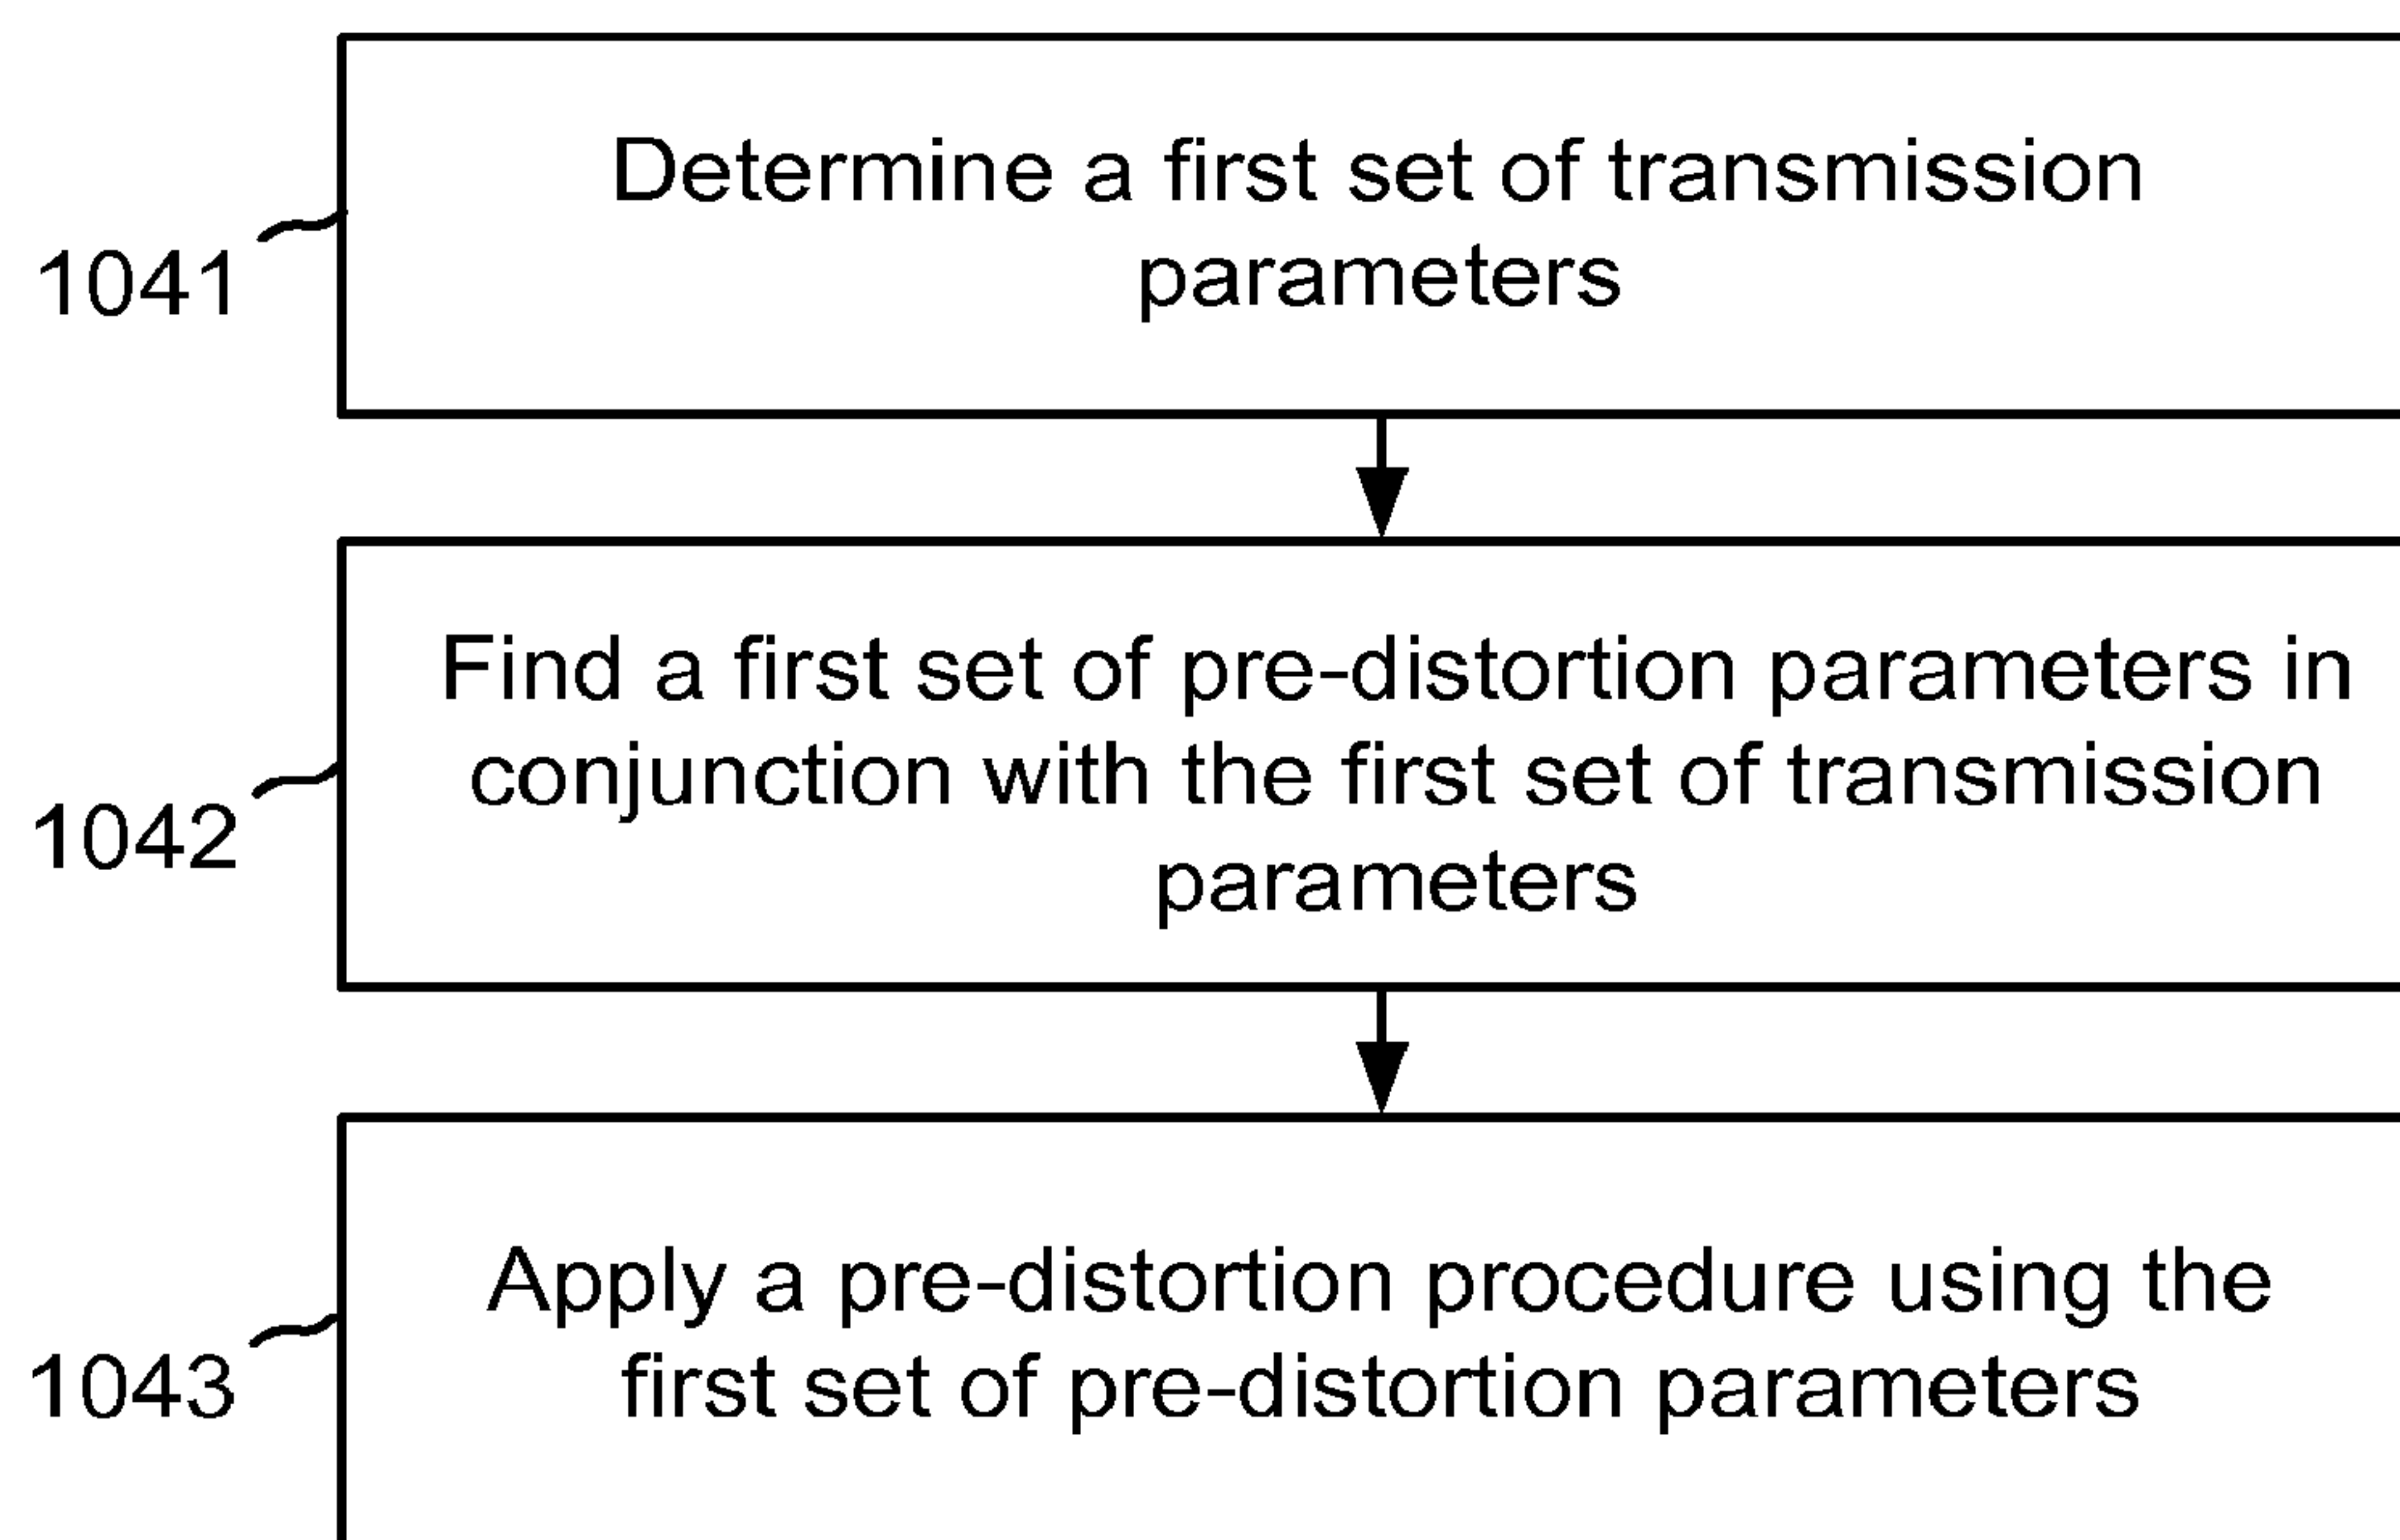 Determine a first set of transmission
parameters
1041
Find a first set of pre-distortion parameters in
conjunction with the first set of transmission
parameters
1042
Apply a pre-distortion procedure using the
first set of pre-distortion parameters
1043